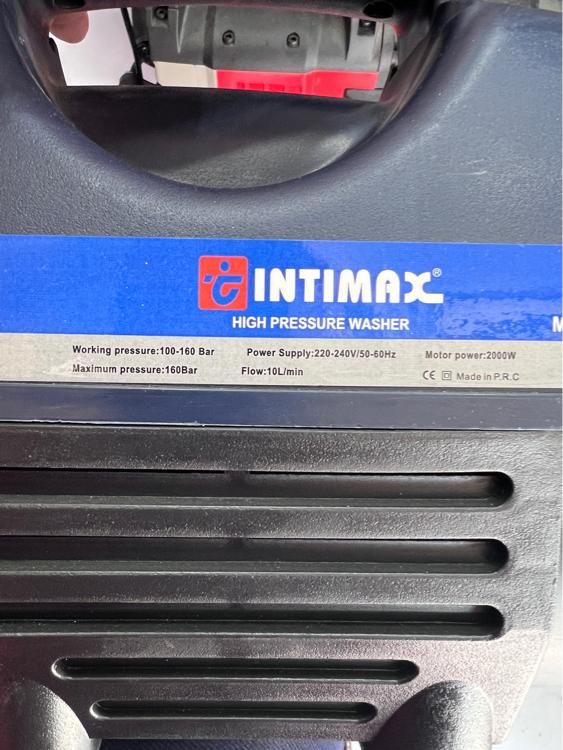 INTIMAX®
HIGH PRESSURE WASHER
Working pressure:100-160 Bar Power Supply:220-240V/50-60Hz Motor power:2000W
Maximum pressure:160Bar Flow:10L/min CE Made in P.R.C